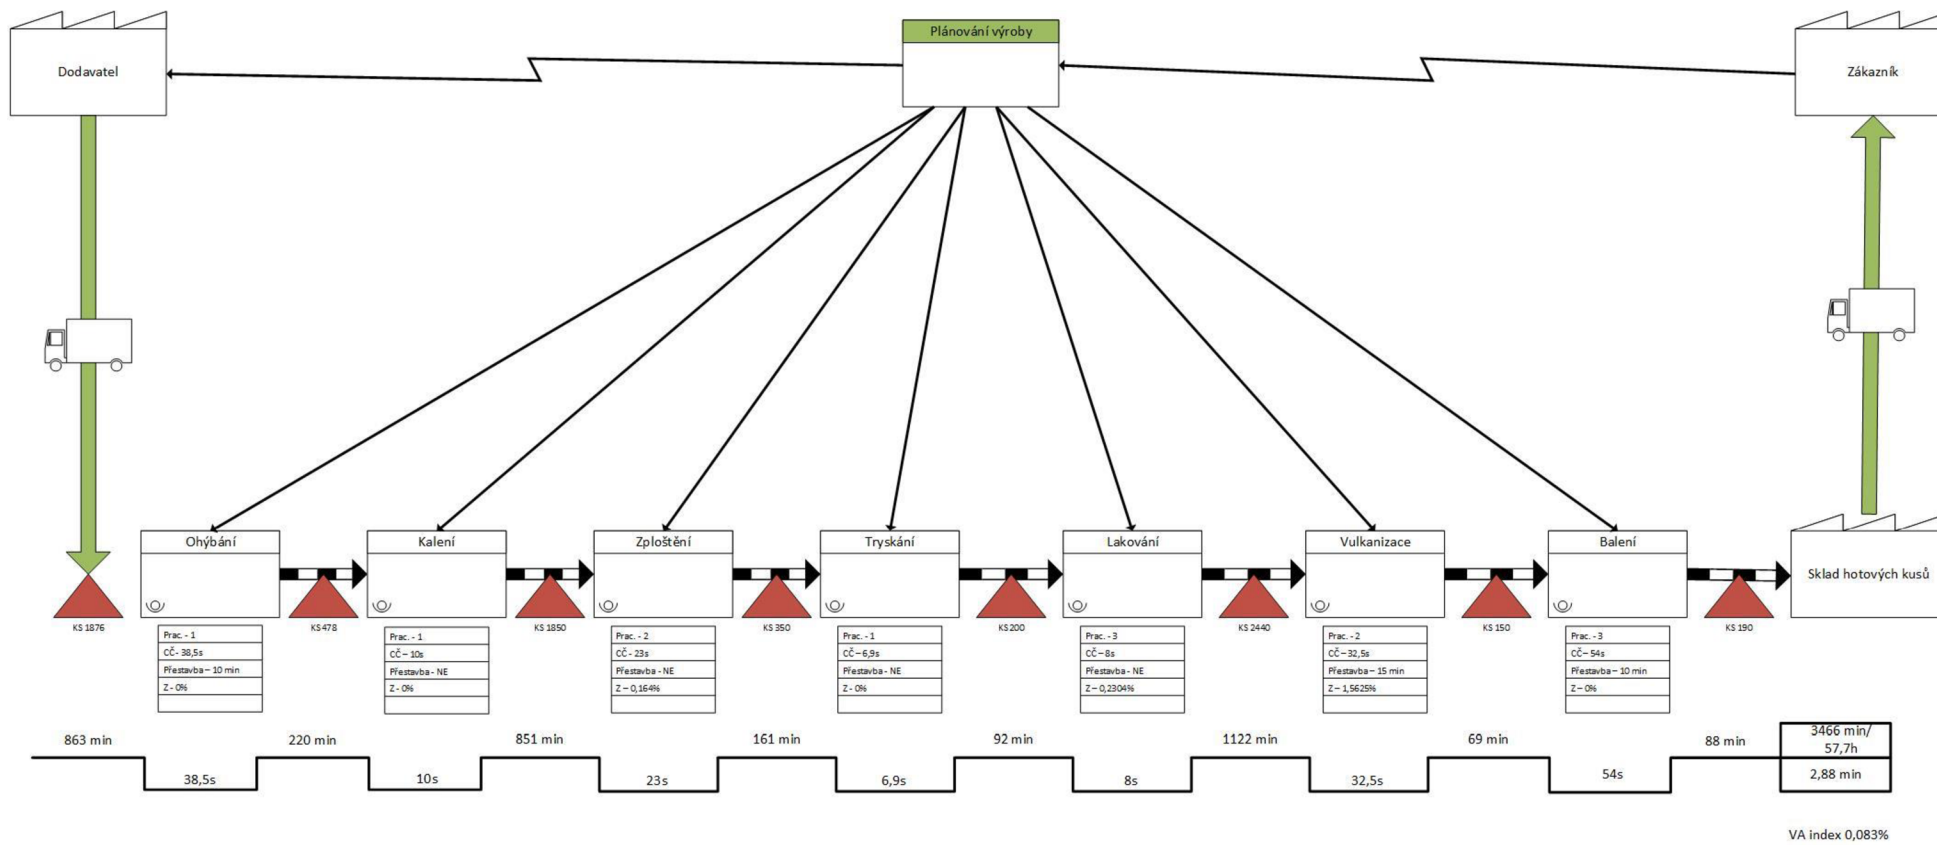 Plánování výroby
Dodavatel
Zákazník
Ohýbání
Kalení
Zploštění
Tryskání
Lakování
Vulkanizace
Balení
Sklad hotových kusů
KS 1876
KS 478
KS 1850
KS 350
KS 200
KS 2440
KS 150
KS 190
Prac. - 1
CČ - 38,5s
Přestavba – 10 min
Z - 0%
Prac. - 1
CČ – 10s
Přestavba - NE
Z - 0%
Prac. - 2
CČ – 23s
Přestavba - NE
Z – 0,164%
Prac. - 1
CČ – 6,9s
Přestavba - NE
Z - 0%
Prac. - 3
CČ – 8s
Přestavba - NE
Z – 0,2304%
Prac. - 2
CČ – 32,5s
Přestavba – 15 min
Z – 1,5625%
Prac. - 3
CČ – 54s
Přestavba – 10 min
Z – 0%
863 min
220 min
851 min
161 min
92 min
1122 min
69 min
88 min
3466 min/
57,7h
38,5s
10s
23s
6,9s
8s
32,5s
54s
2,88 min
VA index 0,083%